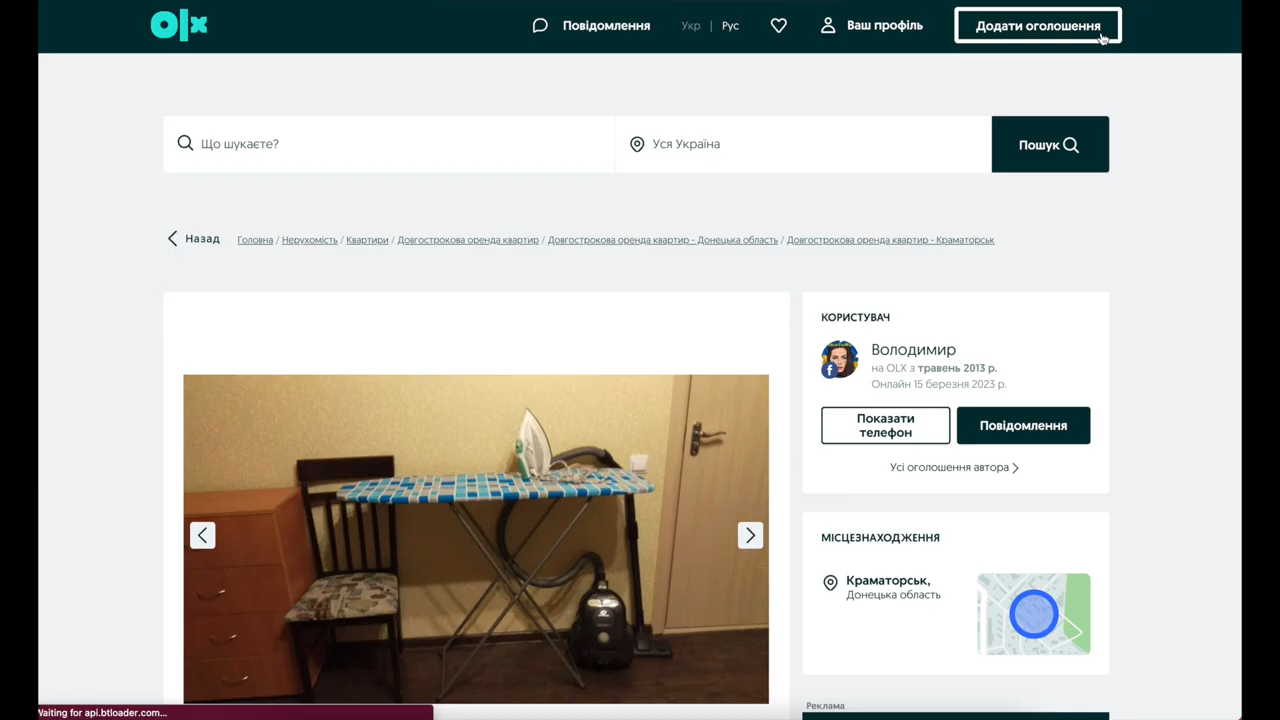 olx
Повідомлення
Укр | Рус
Ваш профіль
Додати оголошення
Що шукаєте?
Уся Україна
Пошук
Назад
Головна / Нерухомість / Квартири / Довгострокова оренда квартир / Довгострокова оренда квартир - Донецька область / Довгострокова оренда квартир - Краматорськ
КОРИСТУВАЧ
Володимир
на OLX з травень 2013 р.
Онлайн 15 березня 2023 р.
Показати
телефон
Повідомлення
Усі оголошення автора
МІСЦЕЗНАХОДЖЕННЯ
Краматорськ,
Донецька область
Реклама
Waiting for api.btloader.com...